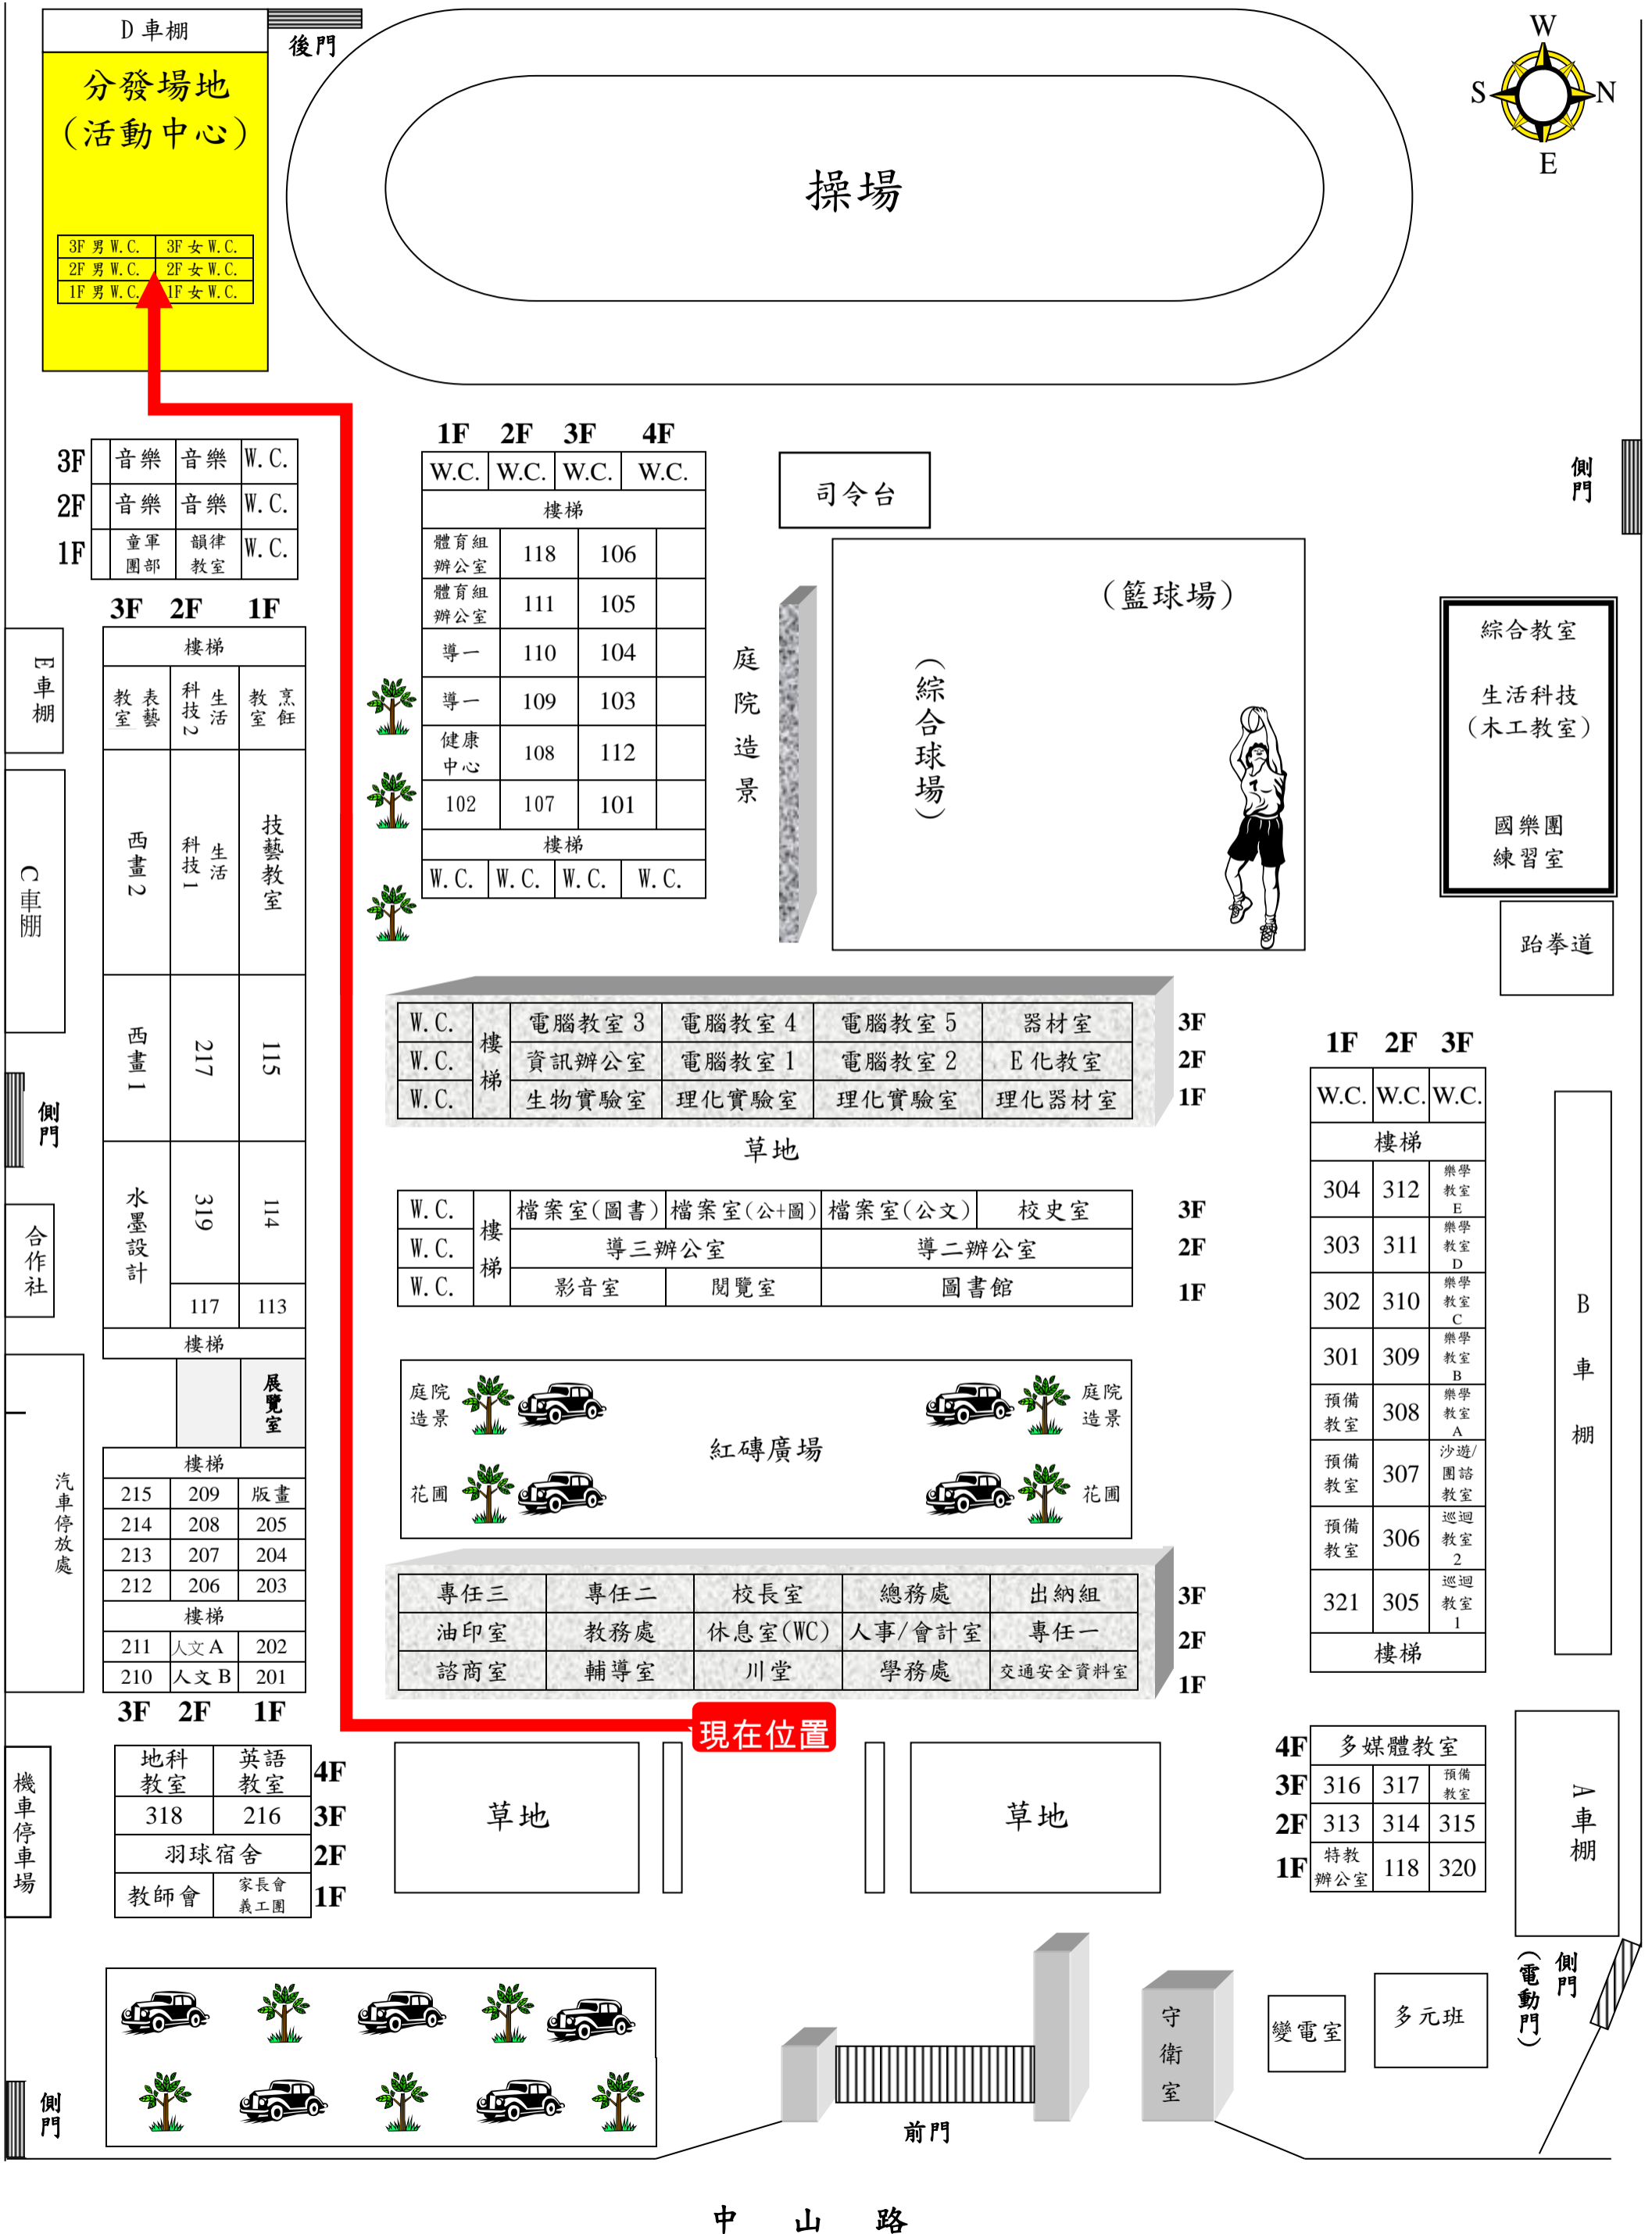 D 車棚
後門
分發場地
（活動中心）
3F 男 W.C. 3F 女 W.C.
2F 男 W.C. 2F 女 W.C.
1F 男 W.C. 1F 女 W.C.
操場
W
S N
E
3F 音樂 音樂 W.C.
2F 音樂 音樂 W.C.
1F 童軍團部 韻律教室 W.C.
1F 2F 3F 4F
W.C. W.C. W.C. W.C.
樓梯
體育組辦公室 118 106
體育組辦公室 111 105
導一 110 104
導一 109 103
健康中心 108 112
102 107 101
樓梯
W.C. W.C. W.C. W.C.
司令台
庭院造景
（籃球場）
（綜合球場）
側門
綜合教室
生活科技
（木工教室）
國樂團
練習室
跆拳道
3F 2F 1F
樓梯
表藝教室 生活科技2 烹飪教室
西畫2 生活科技1 技藝教室
西畫1 217 115
水墨設計 319 114
117 113
樓梯
展覽室
樓梯
215 209 版畫
214 208 205
213 207 204
212 206 203
樓梯
211 人文A 202
210 人文B 201
3F 2F 1F
E車棚
C車棚
側門
合作社
汽車停放處
機車停車場
W.C. 樓梯 電腦教室3 電腦教室4 電腦教室5 器材室 3F
W.C. 資訊辦公室 電腦教室1 電腦教室2 E化教室 2F
W.C. 生物實驗室 理化實驗室 理化實驗室 理化器材室 1F
草地
W.C. 樓梯 檔案室(圖書) 檔案室(公+圖) 檔案室(公文) 校史室 3F
W.C. 導三辦公室 導二辦公室 2F
W.C. 影音室 閱覽室 圖書館 1F
庭院造景 庭院造景
紅磚廣場
花圃 花圃
專任三 專任二 校長室 總務處 出納組 3F
油印室 教務處 休息室(WC) 人事/會計室 專任一 2F
諮商室 輔導室 川堂 學務處 交通安全資料室 1F
現在位置
1F 2F 3F
W.C. W.C. W.C.
樓梯
304 312 樂學教室E
303 311 樂學教室D
302 310 樂學教室C
301 309 樂學教室B
預備教室 308 樂學教室A
預備教室 307 沙遊/團諮教室
預備教室 306 巡迴教室2
321 305 巡迴教室1
樓梯
B車棚
地科教室 英語教室 4F
318 216 3F
羽球宿舍 2F
教師會 家長會義工團 1F
草地
草地
4F 多媒體教室
3F 316 317 預備教室
2F 313 314 315
1F 特教辦公室 118 320
A車棚
側門
（電動門）
多元班
變電室
守衛室
前門
側門
中山路